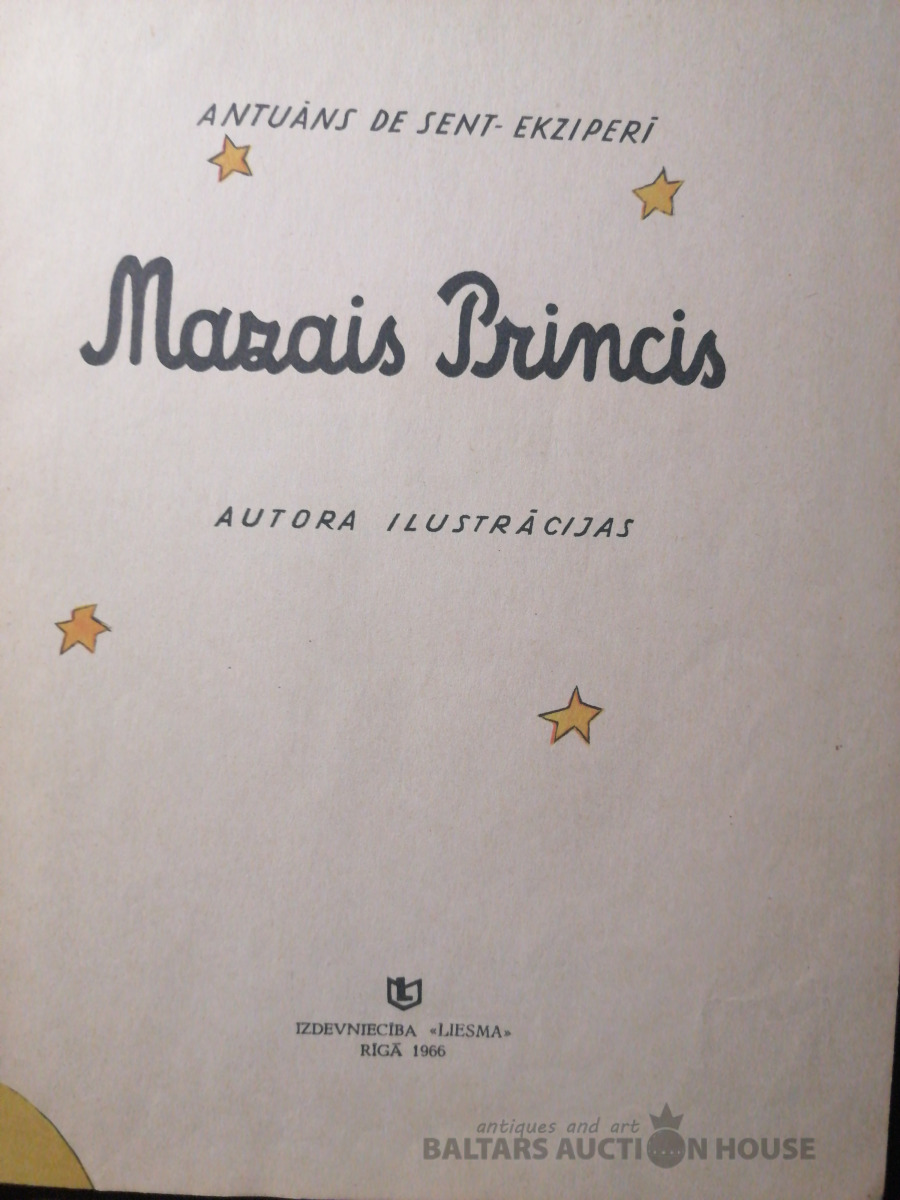 ANTUĀNS DE SENT-EKZIPERĪ
Mazais Princis
AUTORA ILUSTRĀCIJAS
IZDEVNIECĪBA «LIESMA»
RĪGĀ 1966
antiques and art
BALTARS AUCTION HOUSE